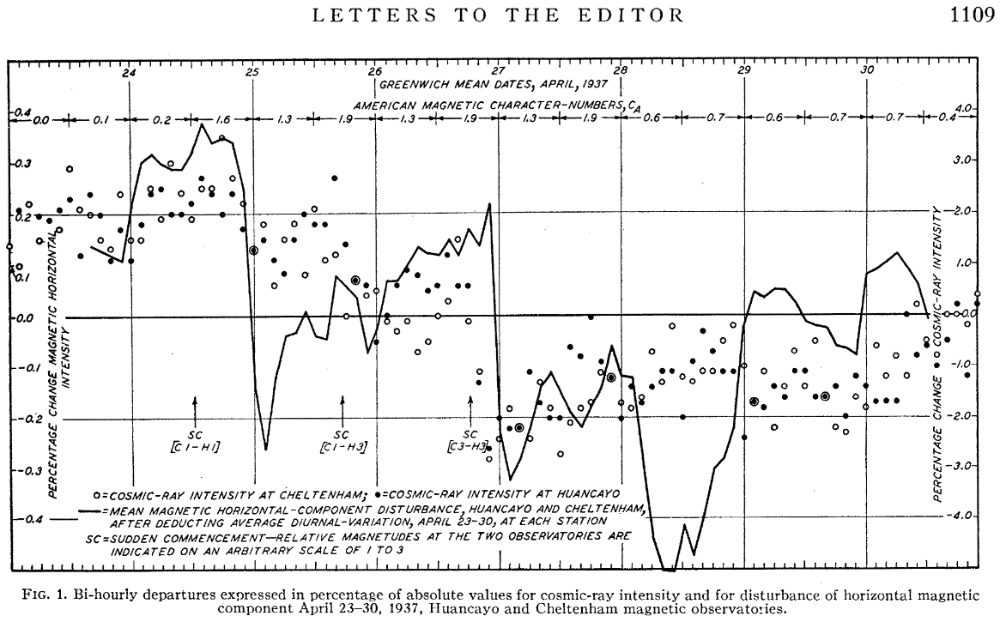 LETTERS TO THE EDITOR 1109
24 25 26 27 28 29 30
GREENWICH MEAN DATES, APRIL, 1937
AMERICAN MAGNETIC CHARACTER-NUMBERS, CA
0.0 0.1 0.2 1.6 1.3 1.9 1.3 1.9 0.6 0.7 0.6 0.7 0.7 0.4
-0.4
-0.3
0.2
0.1
-0.0
-0.1
-0.2
-0.3
-0.4
PERCENTAGE CHANGE MAGNETIC HORIZONTAL
INTENSITY
4.0
3.0
2.0
1.0
0.0
-1.0
-2.0
-3.0
-4.0
PERCENTAGE CHANGE COSMIC-RAY INTENSITY
SC
[C1-H1]
SC
[C1-H3]
SC
[C3-H3]
o=COSMIC-RAY INTENSITY AT CHELTENHAM; •=COSMIC-RAY INTENSITY AT HUANCAYO
—=MEAN MAGNETIC HORIZONTAL-COMPONENT DISTURBANCE, HUANCAYO AND CHELTENHAM,
AFTER DEDUCTING AVERAGE DIURNAL-VARIATION, APRIL 23-30, AT EACH STATION
SC=SUDDEN COMMENCEMENT—RELATIVE MAGNETUDES AT THE TWO OBSERVATORIES ARE
INDICATED ON AN ARBITRARY SCALE OF 1 TO 3
FIG. 1. Bi-hourly departures expressed in percentage of absolute values for cosmic-ray intensity and for disturbance of horizontal magnetic
component April 23-30, 1937, Huancayo and Cheltenham magnetic observatories.